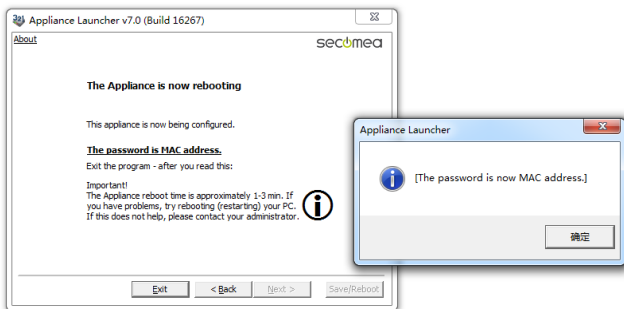 Appliance Launcher v7.0 (Build 16267)
About
secomea
The Appliance is now rebooting
This appliance is now being configured.
The password is MAC address.
Exit the program - after you read this:
Important!
The Appliance reboot time is approximately 1-3 min. If
you have problems, try rebooting (restarting) your PC.
If this does not help, please contact your administrator.
Exit
< Back
Next >
Save/Reboot
Appliance Launcher
[The password is now MAC address.]
确定